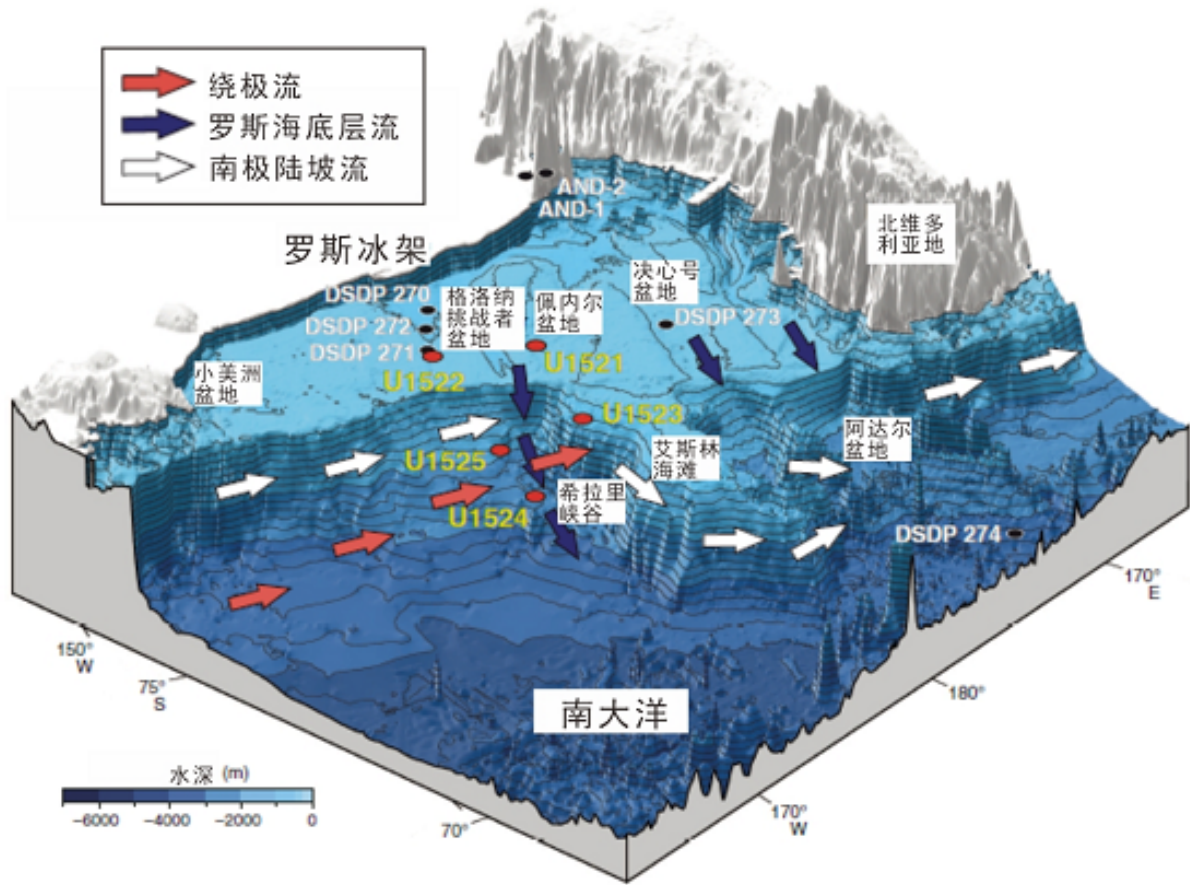 绕极流
罗斯海底层流
南极陆坡流
AND-2
AND-1
北维多
利亚地
罗斯冰架
决心号
盆地
DSDP 270
格洛纳
挑战者
盆地
佩内尔
盆地
DSDP 272
DSDP 273
DSDP 271
U1521
U1522
小美洲
盆地
U1523
阿达尔
盆地
艾斯林
海滩
U1525
希拉里
峡谷
U1524
DSDP 274
170°
E
150°
W
75°
S
180°
南大洋
水深 (m)
−6000 −4000 −2000 0
70°
170°
W